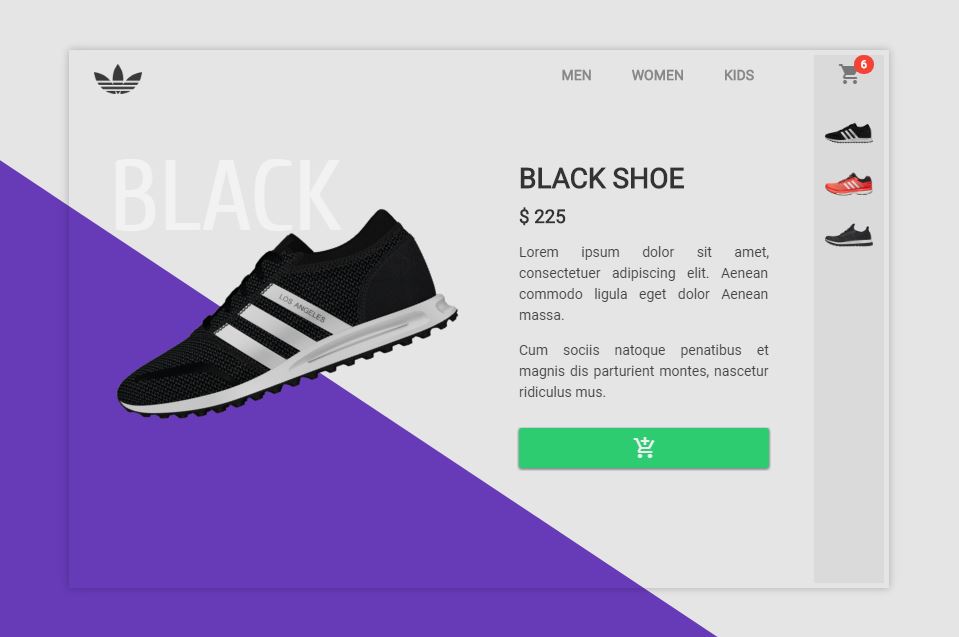 MEN WOMEN KIDS
6
BLACK
LOS ANGELES
BLACK SHOE
$ 225
Lorem ipsum dolor sit amet,
consectetuer adipiscing elit. Aenean
commodo ligula eget dolor Aenean
massa.
Cum sociis natoque penatibus et
magnis dis parturient montes, nascetur
ridiculus mus.